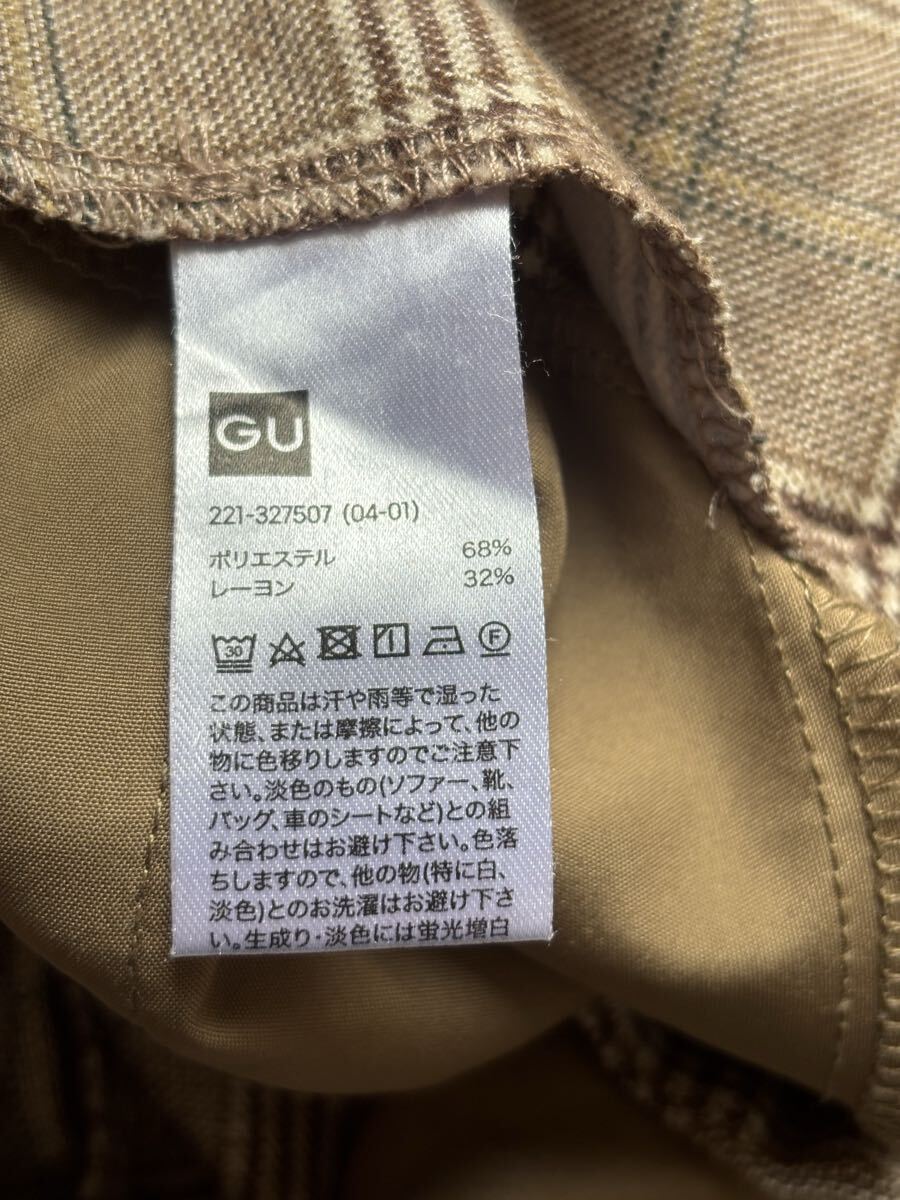 GU
221-327507 (04-01)
ポリエステル 68%
レーヨン 32%
30 F
この商品は汗や雨等で湿った
状態、または摩擦によって、他の
物に色移りしますのでご注意下
さい。淡色のもの(ソファー、靴、
バッグ、車のシートなど)との組
み合わせはお避け下さい。色落
ちしますので、他の物(特に白、
淡色)とのお洗濯はお避け下さ
い。生成り・淡色には蛍光増白